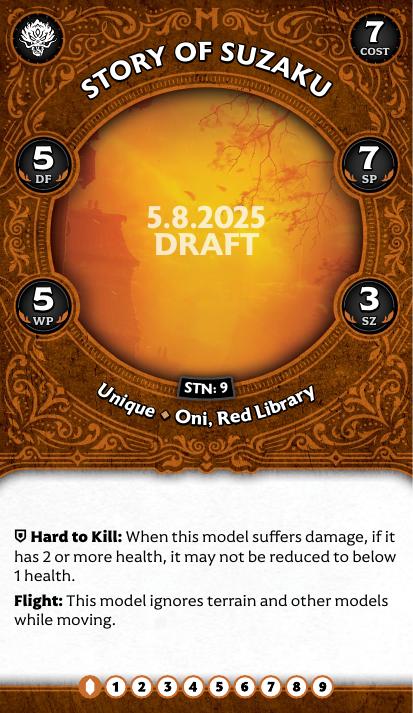 7
COST
STORY OF SUZAKU
5
DF
7
SP
5.8.2025
DRAFT
5
WP
3
SZ
STN: 9
Unique ♦ Oni, Red Library
Hard to Kill: When this model suffers damage, if it
has 2 or more health, it may not be reduced to below
1 health.
Flight: This model ignores terrain and other models
while moving.
1 2 3 4 5 6 7 8 9